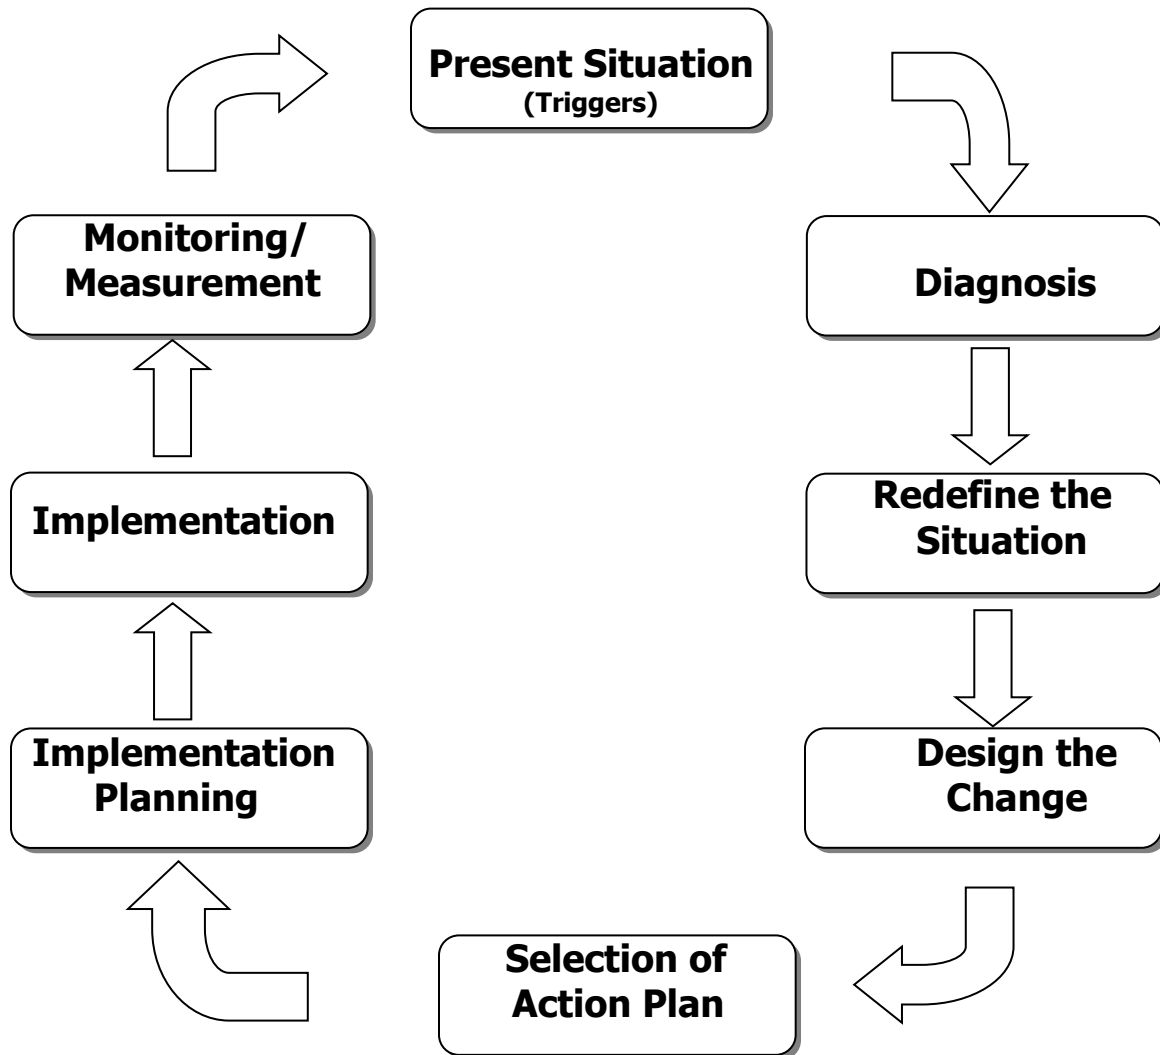 Present Situation
(Triggers)
Diagnosis
Redefine the
Situation
Design the
Change
Selection of
Action Plan
Implementation
Planning
Implementation
Monitoring/
Measurement